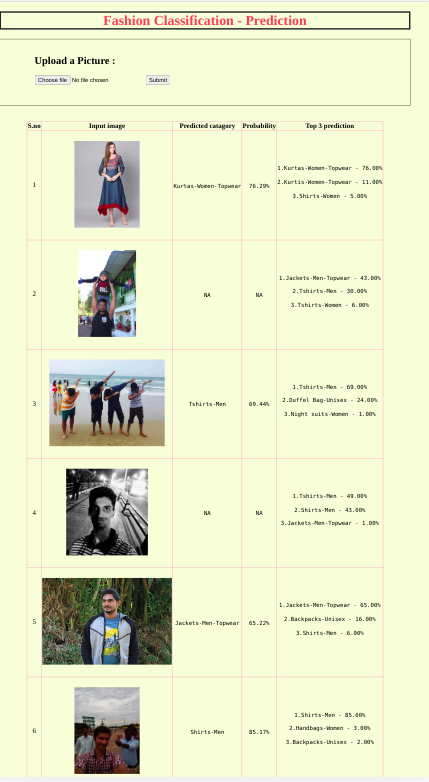 Fashion Classification - Prediction
Upload a Picture :
Choose file No file chosen Submit
S.no Input image Predicted catagory Probability Top 3 prediction
1 Kurtas-Women-Topwear 76.29%
1.Kurtas-Women-Topwear - 76.00%
2.Kurtis-Women-Topwear - 11.00%
3.Shirts-Women - 5.00%
2 NA NA
1.Jackets-Men-Topwear - 43.00%
2.Tshirts-Men - 30.00%
3.Tshirts-Women - 6.00%
3 Tshirts-Men 69.44%
1.Tshirts-Men - 69.00%
2.Duffel Bag-Unisex - 24.00%
3.Night suits-Women - 1.00%
4 NA NA
1.Tshirts-Men - 49.00%
2.Shirts-Men - 43.00%
3.Jackets-Men-Topwear - 1.00%
5 Jackets-Men-Topwear 65.22%
1.Jackets-Men-Topwear - 65.00%
2.Backpacks-Unisex - 16.00%
3.Shirts-Men - 6.00%
6 Shirts-Men 85.17%
1.Shirts-Men - 85.00%
2.Handbags-Women - 3.00%
3.Backpacks-Unisex - 2.00%